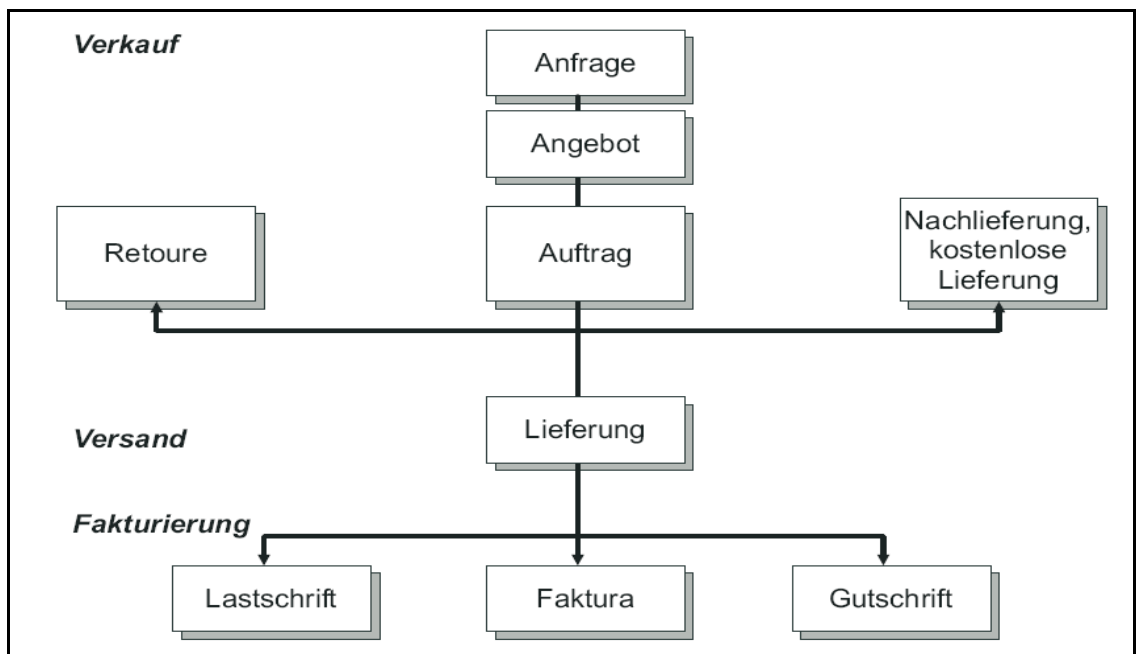 Verkauf
Anfrage
Angebot
Retoure
Auftrag
Nachlieferung,
kostenlose
Lieferung
Lieferung
Versand
Fakturierung
Lastschrift
Faktura
Gutschrift